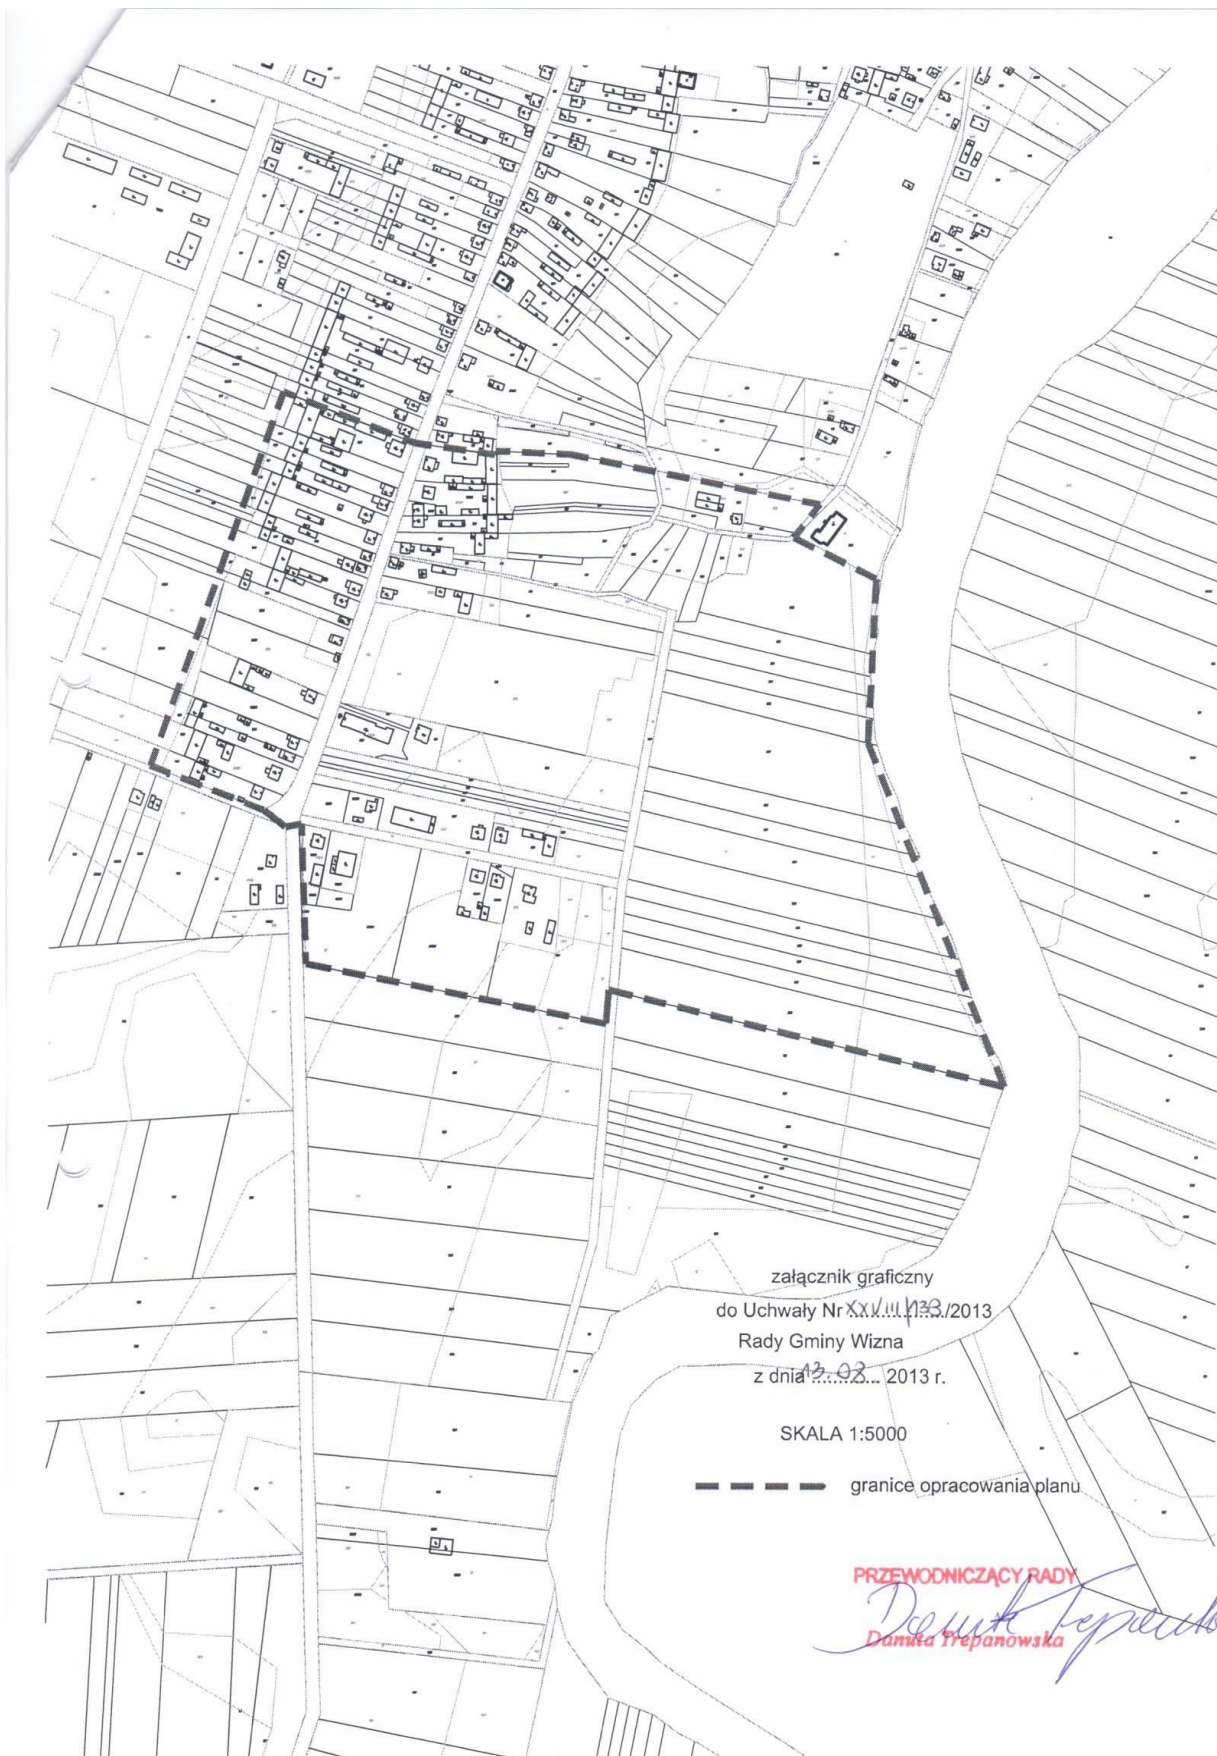 załącznik graficzny
do Uchwały Nr XXVIII/133/2013
Rady Gminy Wizna
z dnia 13.03. 2013 r.
SKALA 1:5000
granice opracowania planu
PRZEWODNICZĄCY RADY
Danuta Trepanowska